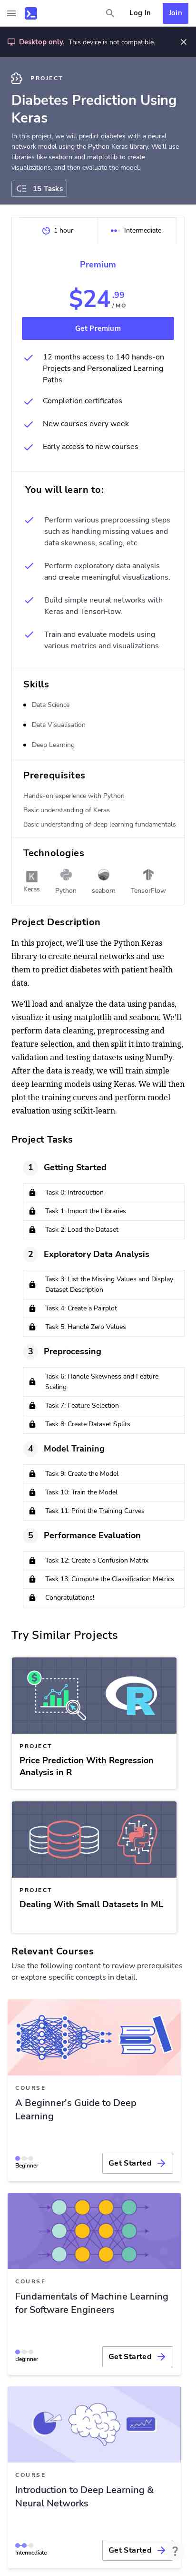 Log In
Join
Desktop only. This device is not compatible.
PROJECT
Diabetes Prediction Using
Keras
In this project, we will predict diabetes with a neural
network model using the Python Keras library. We'll use
libraries like seaborn and matplotlib to create
visualizations, and then evaluate the model.
15 Tasks
1 hour
Intermediate
Premium
$24 .99
/ MO
Get Premium
12 months access to 140 hands-on
Projects and Personalized Learning
Paths
Completion certificates
New courses every week
Early access to new courses
You will learn to:
Perform various preprocessing steps
such as handling missing values and
data skewness, scaling, etc.
Perform exploratory data analysis
and create meaningful visualizations.
Build simple neural networks with
Keras and TensorFlow.
Train and evaluate models using
various metrics and visualizations.
Skills
Data Science
Data Visualisation
Deep Learning
Prerequisites
Hands-on experience with Python
Basic understanding of Keras
Basic understanding of deep learning fundamentals
Technologies
K
Keras
Python
seaborn
TensorFlow
Project Description
In this project, we'll use the Python Keras
library to create neural networks and use
them to predict diabetes with patient health
data.
We'll load and analyze the data using pandas,
visualize it using matplotlib and seaborn. We'll
perform data cleaning, preprocessing and
feature selection, and then split it into training,
validation and testing datasets using NumPy.
After the data is ready, we will train simple
deep learning models using Keras. We will then
plot the training curves and perform model
evaluation using scikit-learn.
Project Tasks
1 Getting Started
Task 0: Introduction
Task 1: Import the Libraries
Task 2: Load the Dataset
2 Exploratory Data Analysis
Task 3: List the Missing Values and Display
Dataset Description
Task 4: Create a Pairplot
Task 5: Handle Zero Values
3 Preprocessing
Task 6: Handle Skewness and Feature
Scaling
Task 7: Feature Selection
Task 8: Create Dataset Splits
4 Model Training
Task 9: Create the Model
Task 10: Train the Model
Task 11: Print the Training Curves
5 Performance Evaluation
Task 12: Create a Confusion Matrix
Task 13: Compute the Classification Metrics
Congratulations!
Try Similar Projects
$
R
PROJECT
Price Prediction With Regression
Analysis in R
PROJECT
Dealing With Small Datasets In ML
Relevant Courses
Use the following content to review prerequisites
or explore specific concepts in detail.
COURSE
A Beginner's Guide to Deep
Learning
Beginner
Get Started
COURSE
Fundamentals of Machine Learning
for Software Engineers
Beginner
Get Started
COURSE
Introduction to Deep Learning &
Neural Networks
Intermediate
Get Started
?